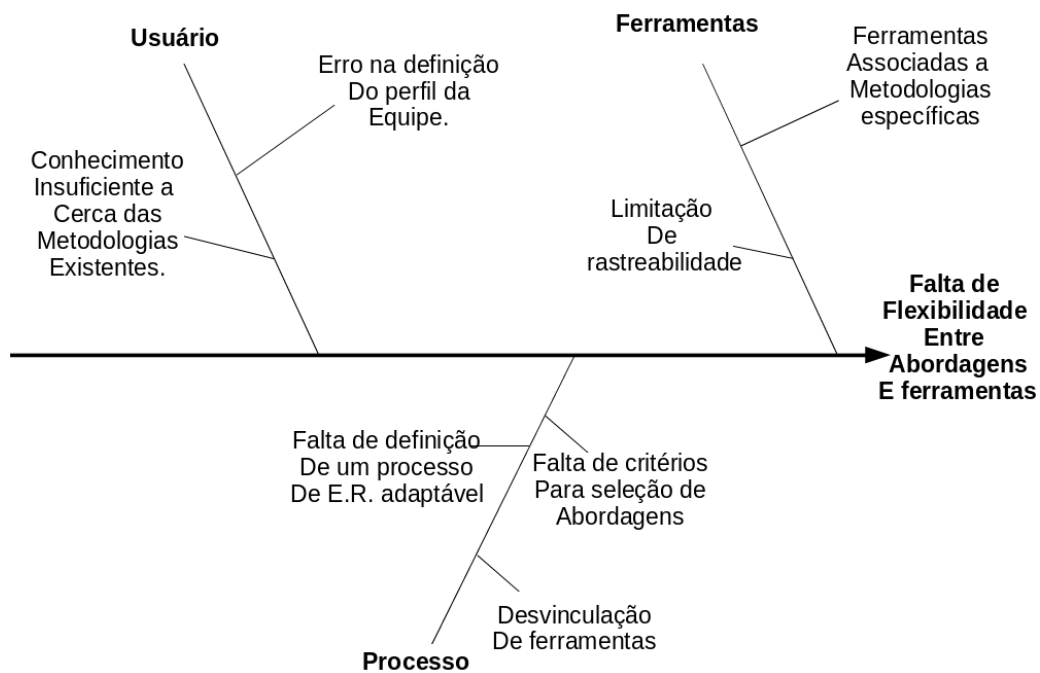 Usuário
Erro na definição
Do perfil da
Equipe.
Conhecimento
Insuficiente a
Cerca das
Metodologias
Existentes.
Ferramentas
Ferramentas
Associadas a
Metodologias
específicas
Limitação
De
rastreabilidade
Falta de
Flexibilidade
Entre
Abordagens
E ferramentas
Falta de definição
De um processo
De E.R. adaptável
Falta de critérios
Para seleção de
Abordagens
Desvinculação
De ferramentas
Processo